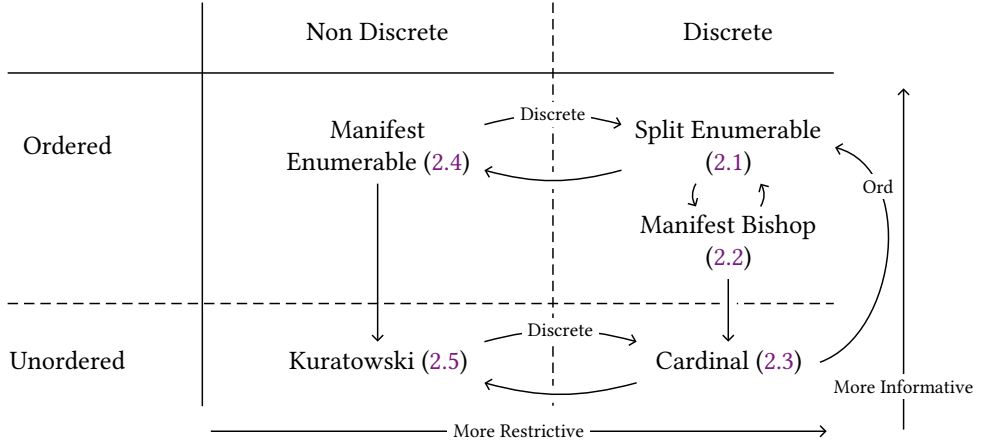 Non Discrete
Discrete
Ordered
Manifest
Enumerable (2.4)
Discrete
Split Enumerable
(2.1)
Ord
Manifest Bishop
(2.2)
Unordered
Kuratowski (2.5)
Discrete
Cardinal (2.3)
More Informative
More Restrictive